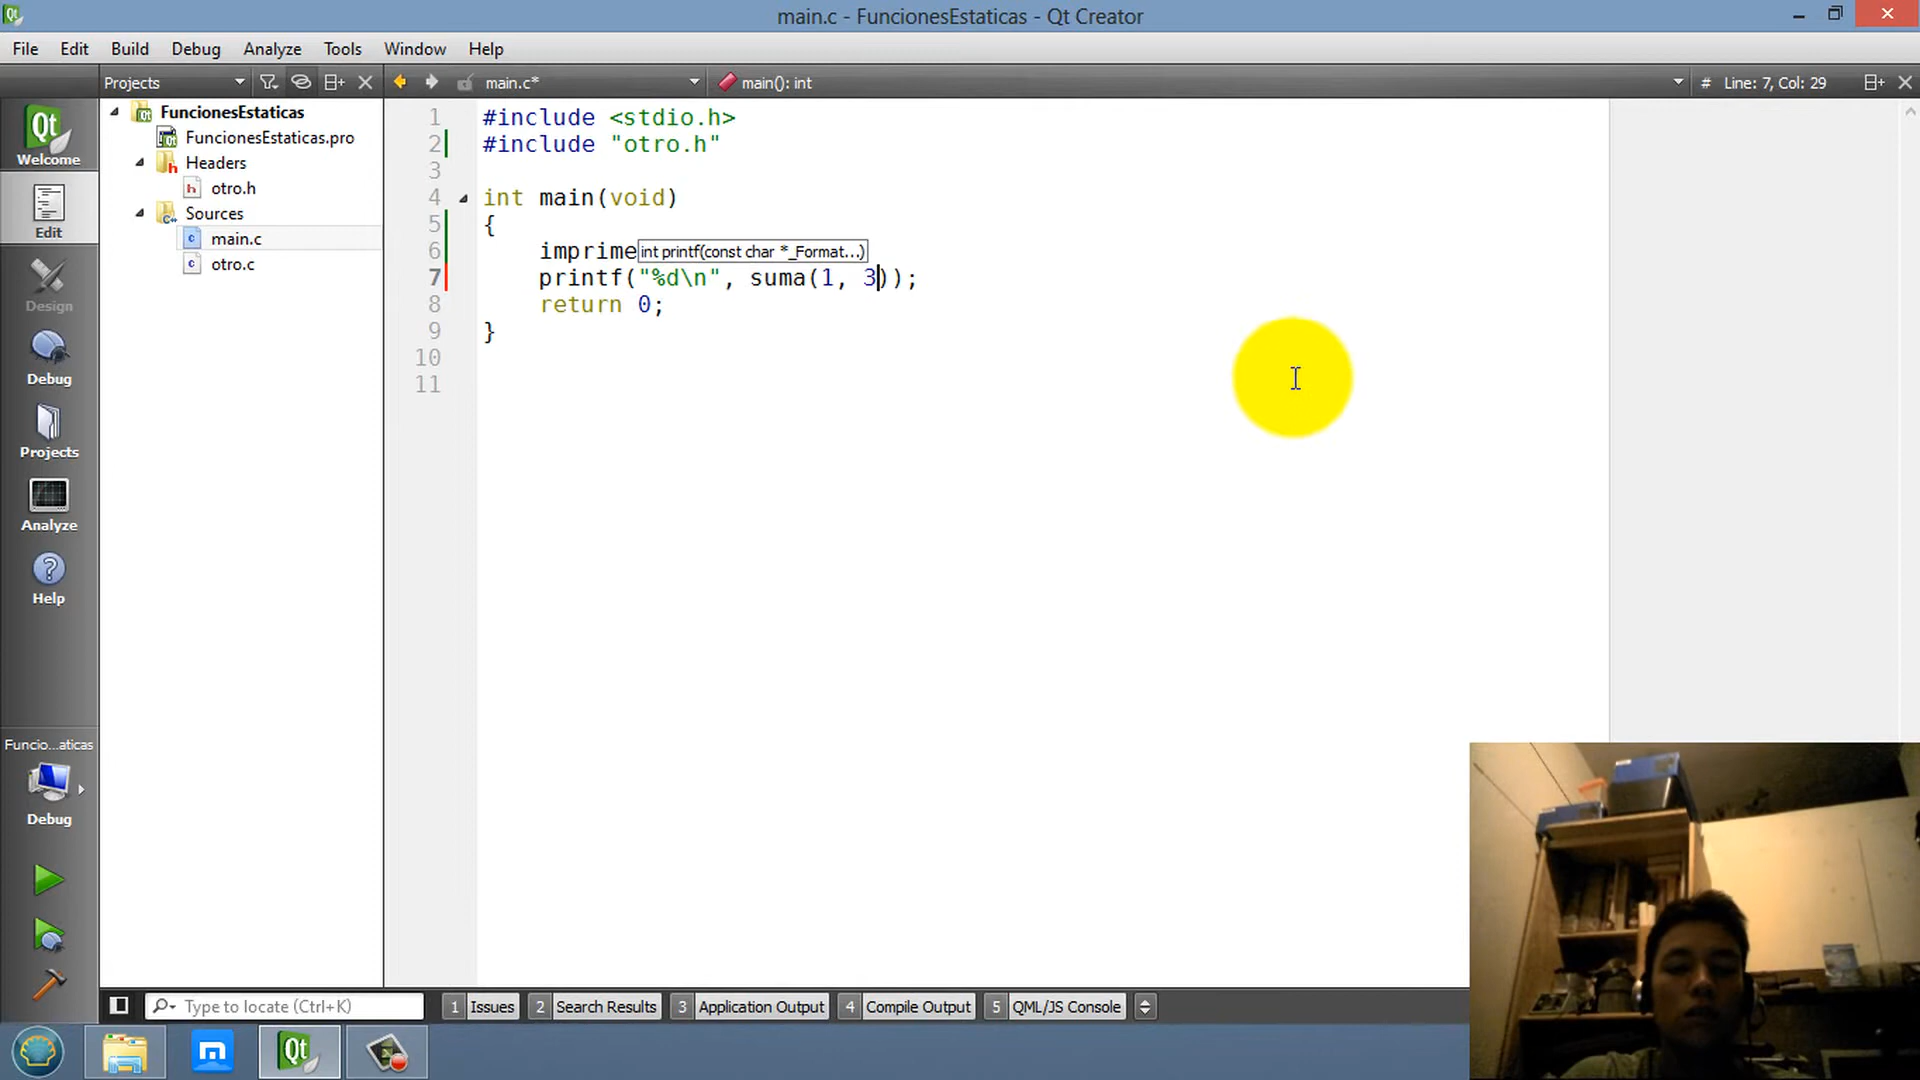 main.c - FuncionesEstaticas - Qt Creator
File Edit Build Debug Analyze Tools Window Help
Projects main.c* main(): int # Line: 7, Col: 29
Welcome
Edit
Design
Debug
Projects
Analyze
Help
Funcio...aticas
Debug
FuncionesEstaticas
FuncionesEstaticas.pro
Headers
otro.h
Sources
main.c
otro.c
1 #include <stdio.h>
2 #include "otro.h"
3
4 int main(void)
5 {
6 imprime int printf(const char *_Format...)
7 printf("%d\n", suma(1, 3));
8 return 0;
9 }
10
11
Type to locate (Ctrl+K) 1 Issues 2 Search Results 3 Application Output 4 Compile Output 5 QML/JS Console